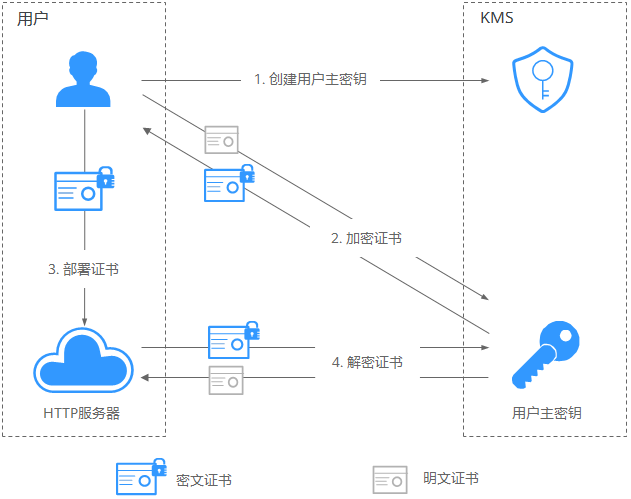 用户
KMS
1. 创建用户主密钥
2. 加密证书
3. 部署证书
4. 解密证书
HTTP服务器
用户主密钥
密文证书
明文证书